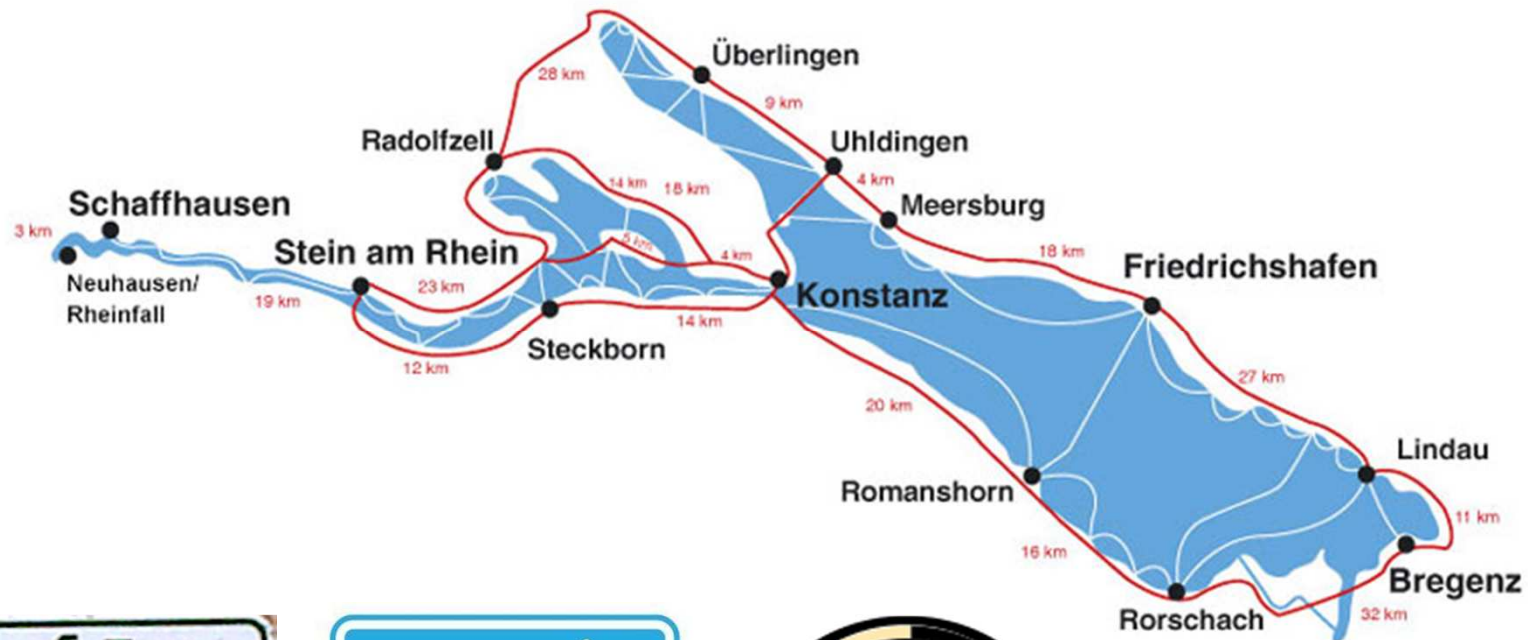 Überlingen
28 km
9 km
Radolfzell
Uhldingen
4 km
14 km
18 km
Schaffhausen
Meersburg
3 km
Stein am Rhein
5 km
4 km
18 km
Friedrichshafen
Neuhausen/
Rheinfall
19 km
23 km
Konstanz
14 km
Steckborn
12 km
27 km
20 km
Lindau
Romanshorn
11 km
16 km
Bregenz
Rorschach
32 km